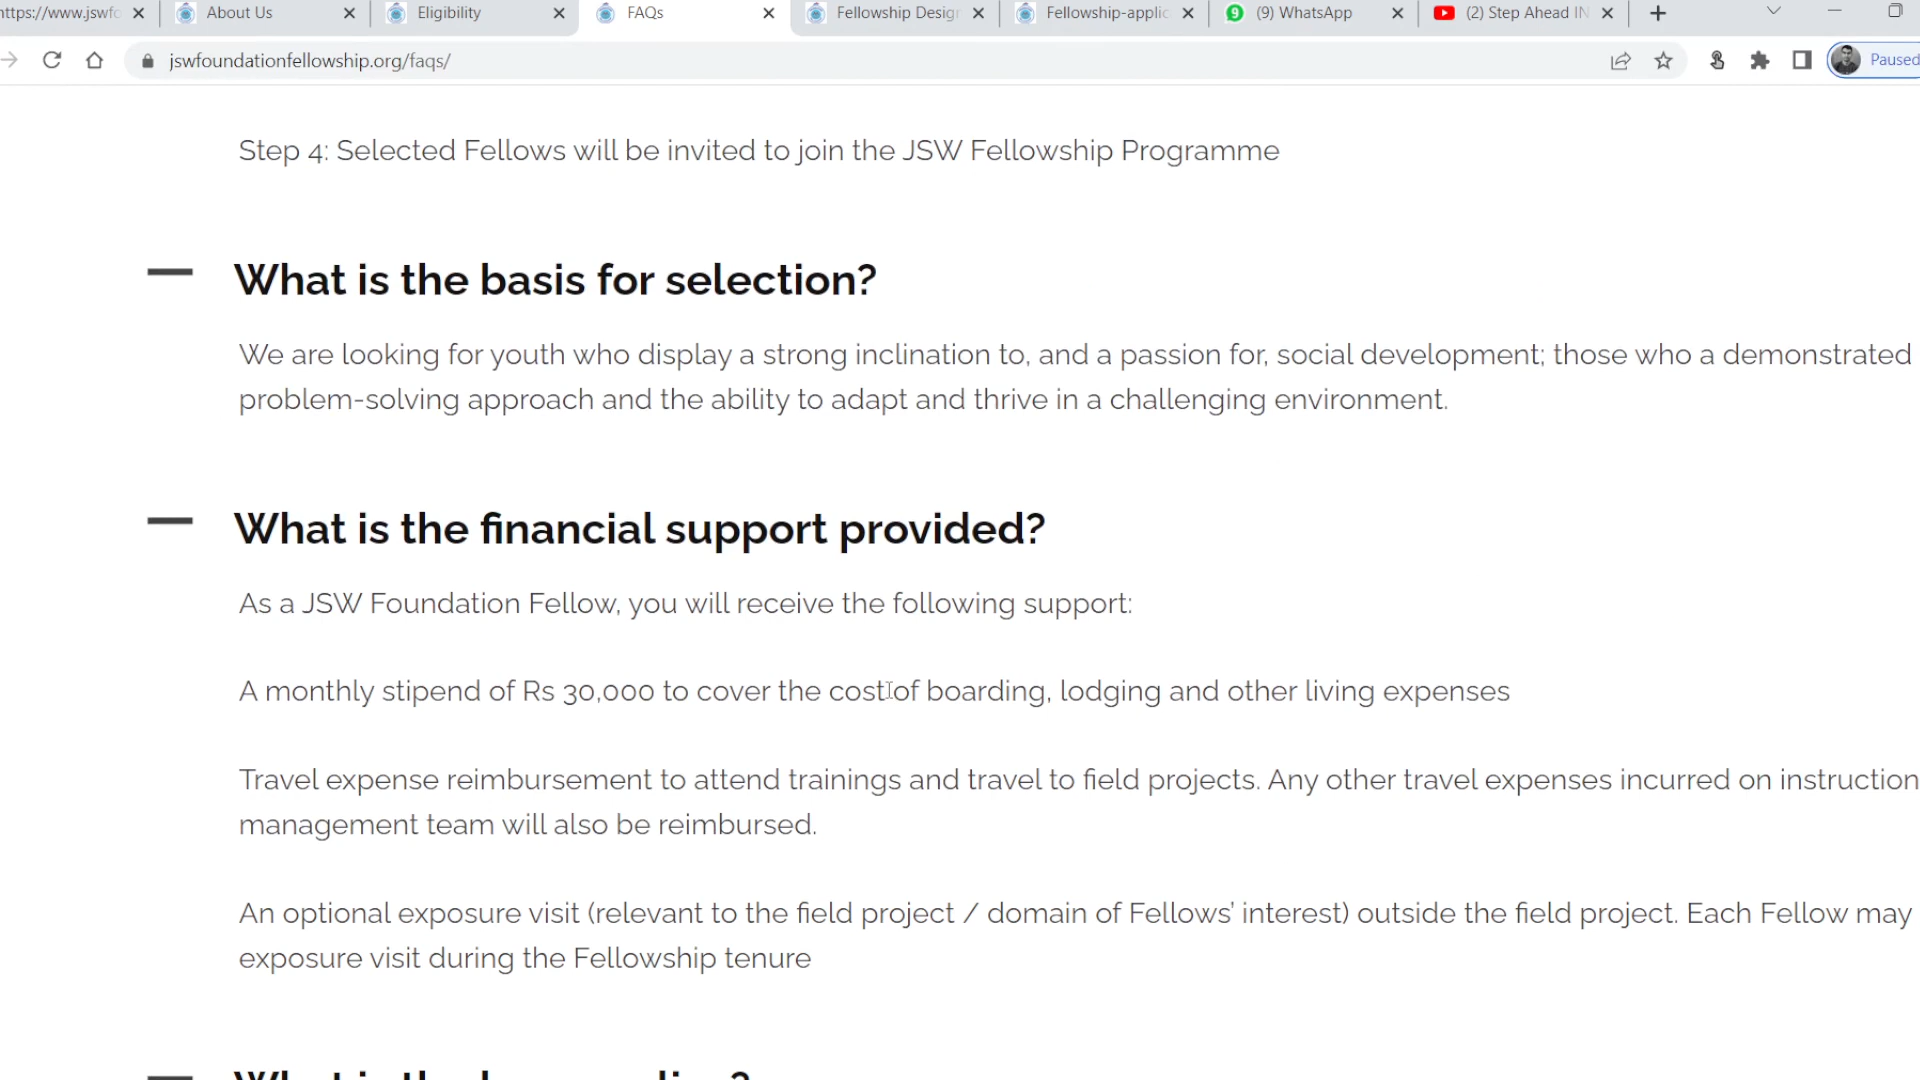 https://www.jswfo
About Us
Eligibility
FAQs
Fellowship Design
Fellowship-applic
(9) WhatsApp
(2) Step Ahead IN
jswfoundationfellowship.org/faqs/
Paused
Step 4: Selected Fellows will be invited to join the JSW Fellowship Programme
What is the basis for selection?
We are looking for youth who display a strong inclination to, and a passion for, social development; those who a demonstrated
problem-solving approach and the ability to adapt and thrive in a challenging environment.
What is the financial support provided?
As a JSW Foundation Fellow, you will receive the following support:
A monthly stipend of Rs 30,000 to cover the cost of boarding, lodging and other living expenses
Travel expense reimbursement to attend trainings and travel to field projects. Any other travel expenses incurred on instruction
management team will also be reimbursed.
An optional exposure visit (relevant to the field project / domain of Fellows' interest) outside the field project. Each Fellow may
exposure visit during the Fellowship tenure
What is the